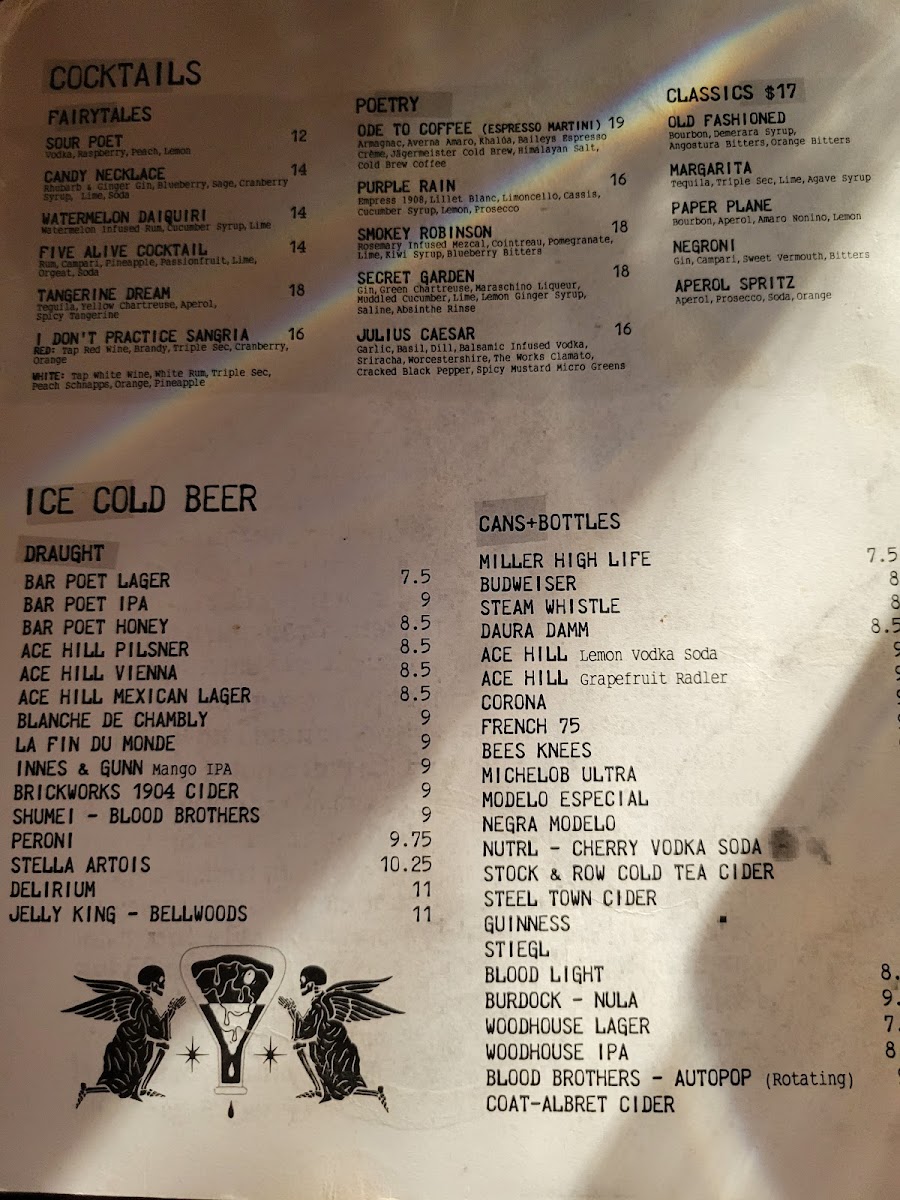 COCKTAILS
FAIRYTALES
SOUR POET 12
Vodka, Raspberry, Peach, Lemon
CANDY NECKLACE 14
Rhubarb & Ginger Gin, Blueberry, Sage, Cranberry
Syrup, Lime, Soda
WATERMELON DAIQUIRI 14
Watermelon Infused Rum, Cucumber Syrup, Lime
FIVE ALIVE COCKTAIL 14
Rum, Campari, Pineapple, Passionfruit, Lime,
Orgeat, Soda
TANGERINE DREAM 18
Tequila, Yellow Chartreuse, Aperol,
Spicy Tangerine
I DON'T PRACTICE SANGRIA 16
RED: Tap Red Wine, Brandy, Triple Sec, Cranberry,
Orange
WHITE: Tap White Wine, White Rum, Triple Sec,
Peach Schnapps, Orange, Pineapple
POETRY
ODE TO COFFEE (ESPRESSO MARTINI) 19
Armagnac, Averna Amaro, Khalúa, Baileys Espresso
Crème, Jägermeister Cold Brew, Himalayan Salt,
Cold Brew Coffee
PURPLE RAIN 16
Empress 1908, Lillet Blanc, Limoncello, Cassis,
Cucumber Syrup, Lemon, Prosecco
SMOKEY ROBINSON 18
Rosemary Infused Mezcal, Cointreau, Pomegranate,
Lime, Kiwi Syrup, Blueberry Bitters
SECRET GARDEN 18
Gin, Green Chartreuse, Maraschino Liqueur,
Muddled Cucumber, Lime, Lemon Ginger Syrup,
Saline, Absinthe Rinse
JULIUS CAESAR 16
Garlic, Basil, Dill, Balsamic Infused Vodka,
Sriracha, Worcestershire, The Works Clamato,
Cracked Black Pepper, Spicy Mustard Micro Greens
CLASSICS $17
OLD FASHIONED
Bourbon, Demerara Syrup,
Angostura Bitters, Orange Bitters
MARGARITA
Tequila, Triple Sec, Lime, Agave Syrup
PAPER PLANE
Bourbon, Aperol, Amaro Nonino, Lemon
NEGRONI
Gin, Campari, Sweet Vermouth, Bitters
APEROL SPRITZ
Aperol, Prosecco, Soda, Orange
ICE COLD BEER
DRAUGHT
BAR POET LAGER 7.5
BAR POET IPA 9
BAR POET HONEY 8.5
ACE HILL PILSNER 8.5
ACE HILL VIENNA 8.5
ACE HILL MEXICAN LAGER 8.5
BLANCHE DE CHAMBLY 9
LA FIN DU MONDE 9
INNES & GUNN Mango IPA 9
BRICKWORKS 1904 CIDER 9
SHUMEI - BLOOD BROTHERS 9
PERONI 9.75
STELLA ARTOIS 10.25
DELIRIUM 11
JELLY KING - BELLWOODS 11
CANS+BOTTLES
MILLER HIGH LIFE 7.5
BUDWEISER 8
STEAM WHISTLE 8
DAURA DAMM 8.5
ACE HILL Lemon Vodka Soda
ACE HILL Grapefruit Radler
CORONA
FRENCH 75
BEES KNEES
MICHELOB ULTRA
MODELO ESPECIAL
NEGRA MODELO
NUTRL - CHERRY VODKA SODA
STOCK & ROW COLD TEA CIDER
STEEL TOWN CIDER
GUINNESS
STIEGL
BLOOD LIGHT 8.
BURDOCK - NULA 9.
WOODHOUSE LAGER 7.
WOODHOUSE IPA 8
BLOOD BROTHERS - AUTOPOP (Rotating)
COAT-ALBRET CIDER